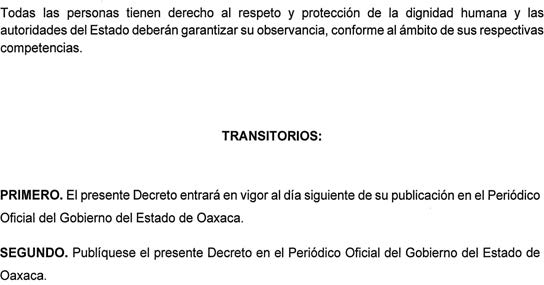 Todas las personas tienen derecho al respeto y protección de la dignidad humana y las
autoridades del Estado deberán garantizar su observancia, conforme al ámbito de sus respectivas
competencias.
TRANSITORIOS:
PRIMERO. El presente Decreto entrará en vigor al día siguiente de su publicación en el Periódico
Oficial del Gobierno del Estado de Oaxaca.
SEGUNDO. Publíquese el presente Decreto en el Periódico Oficial del Gobierno del Estado de
Oaxaca.